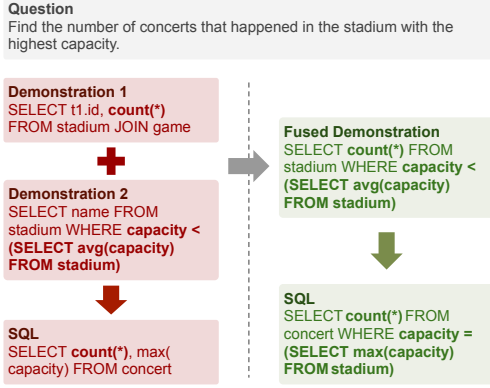 Question
Find the number of concerts that happened in the stadium with the
highest capacity.
Demonstration 1
SELECT t1.id, count(*)
FROM stadium JOIN game
Demonstration 2
SELECT name FROM
stadium WHERE capacity <
(SELECT avg(capacity)
FROM stadium)
SQL
SELECT count(*), max(
capacity) FROM concert
Fused Demonstration
SELECT count(*) FROM
stadium WHERE capacity <
(SELECT avg(capacity)
FROM stadium)
SQL
SELECT count(*) FROM
concert WHERE capacity =
(SELECT max(capacity)
FROM stadium)